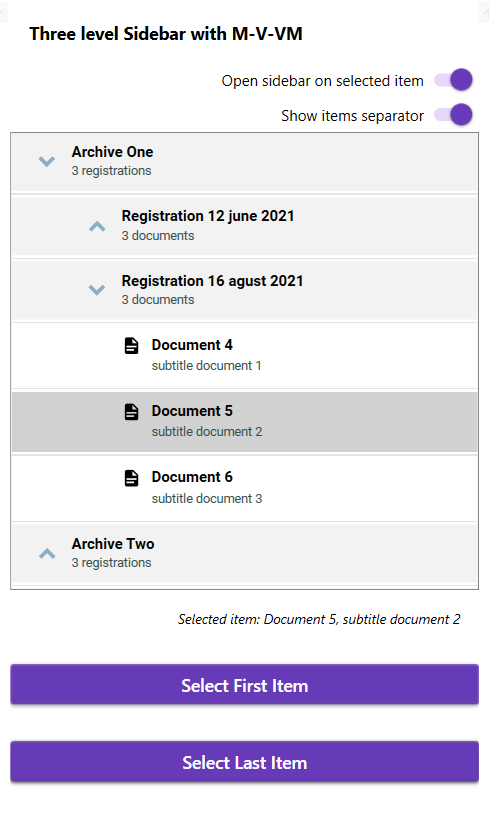 Three level Sidebar with M-V-VM
Open sidebar on selected item
Show items separator
Archive One
3 registrations
Registration 12 june 2021
3 documents
Registration 16 agust 2021
3 documents
Document 4
subtitle document 1
Document 5
subtitle document 2
Document 6
subtitle document 3
Archive Two
3 registrations
Selected item: Document 5, subtitle document 2
Select First Item
Select Last Item